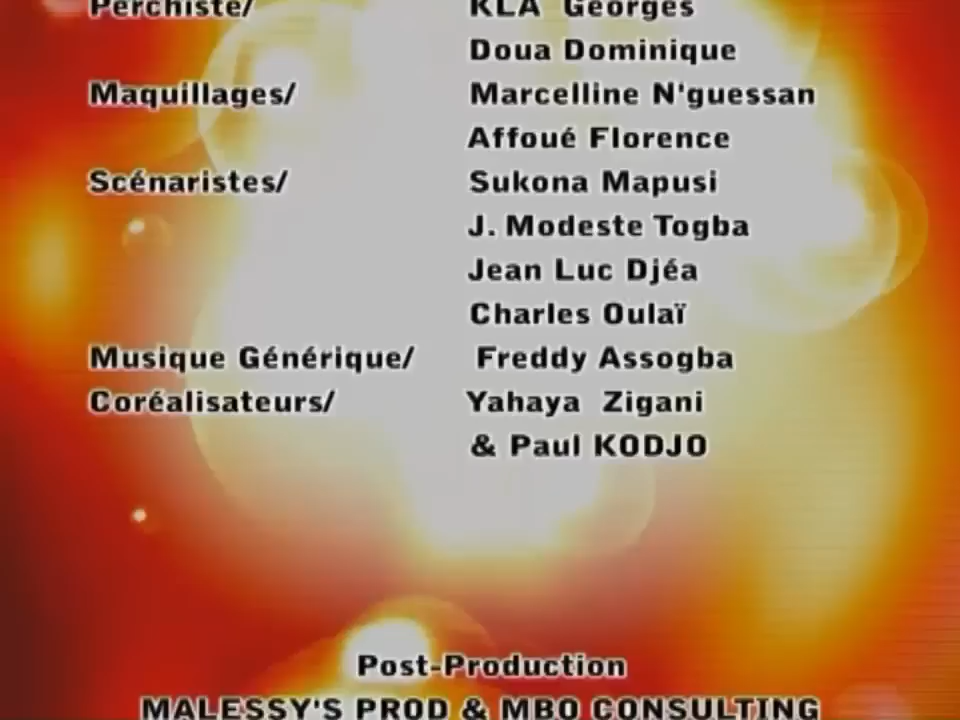 Perchiste/ KLA Georges
Doua Dominique
Maquillages/ Marcelline N'guessan
Affoué Florence
Scénaristes/ Sukona Mapusi
J. Modeste Togba
Jean Luc Djéa
Charles Oulaï
Musique Générique/ Freddy Assogba
Coréalisateurs/ Yahaya Zigani
& Paul KODJO
Post-Production
MALESSY'S PROD & MBO CONSULTING